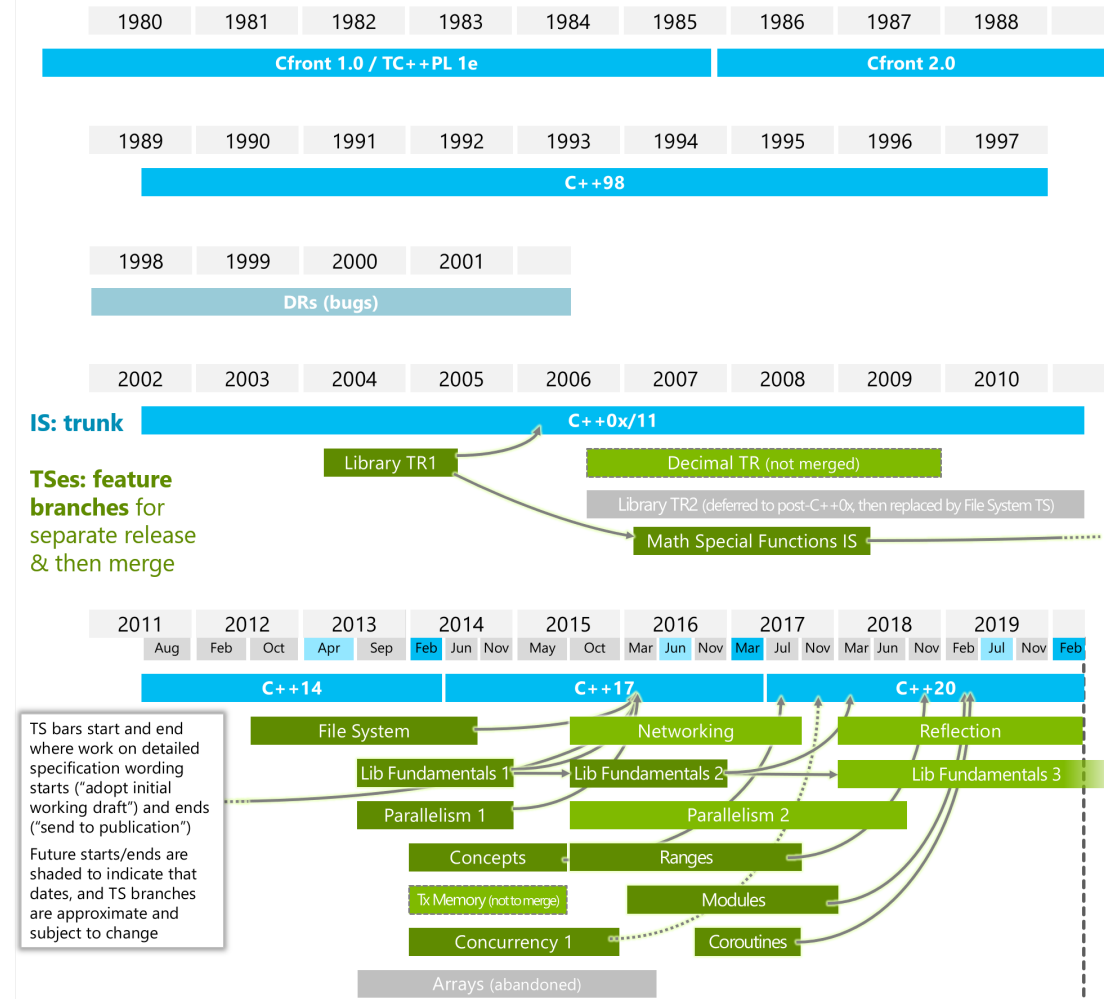 1980 1981 1982 1983 1984 1985 1986 1987 1988
Cfront 1.0 / TC++PL 1e Cfront 2.0
1989 1990 1991 1992 1993 1994 1995 1996 1997
C++98
1998 1999 2000 2001
DRs (bugs)
2002 2003 2004 2005 2006 2007 2008 2009 2010
IS: trunk
C++0x/11
TSes: feature
branches for
separate release
& then merge
Library TR1
Decimal TR (not merged)
Library TR2 (deferred to post-C++0x, then replaced by File System TS)
Math Special Functions IS
2011 2012 2013 2014 2015 2016 2017 2018 2019
Aug Feb Oct Apr Sep Feb Jun Nov May Oct Mar Jun Nov Mar Jul Nov Mar Jun Nov Feb Jul Nov Feb
C++14 C++17 C++20
TS bars start and end
where work on detailed
specification wording
starts (“adopt initial
working draft”) and ends
(“send to publication”)
Future starts/ends are
shaded to indicate that
dates, and TS branches
are approximate and
subject to change
File System Networking Reflection
Lib Fundamentals 1 Lib Fundamentals 2 Lib Fundamentals 3
Parallelism 1 Parallelism 2
Concepts Ranges
Tx Memory (not to merge) Modules
Concurrency 1 Coroutines
Arrays (abandoned)